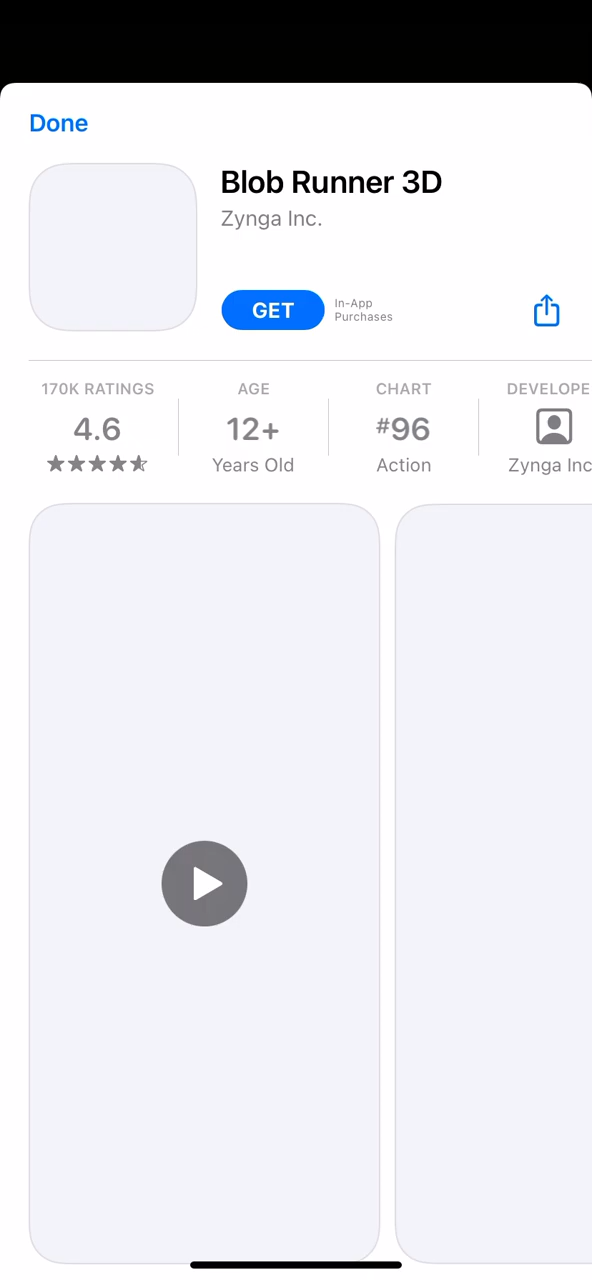 Done
Blob Runner 3D
Zynga Inc.
GET
In-App
Purchases
170K RATINGS
4.6
AGE
12+
Years Old
CHART
#96
Action
DEVELOPE
Zynga Inc